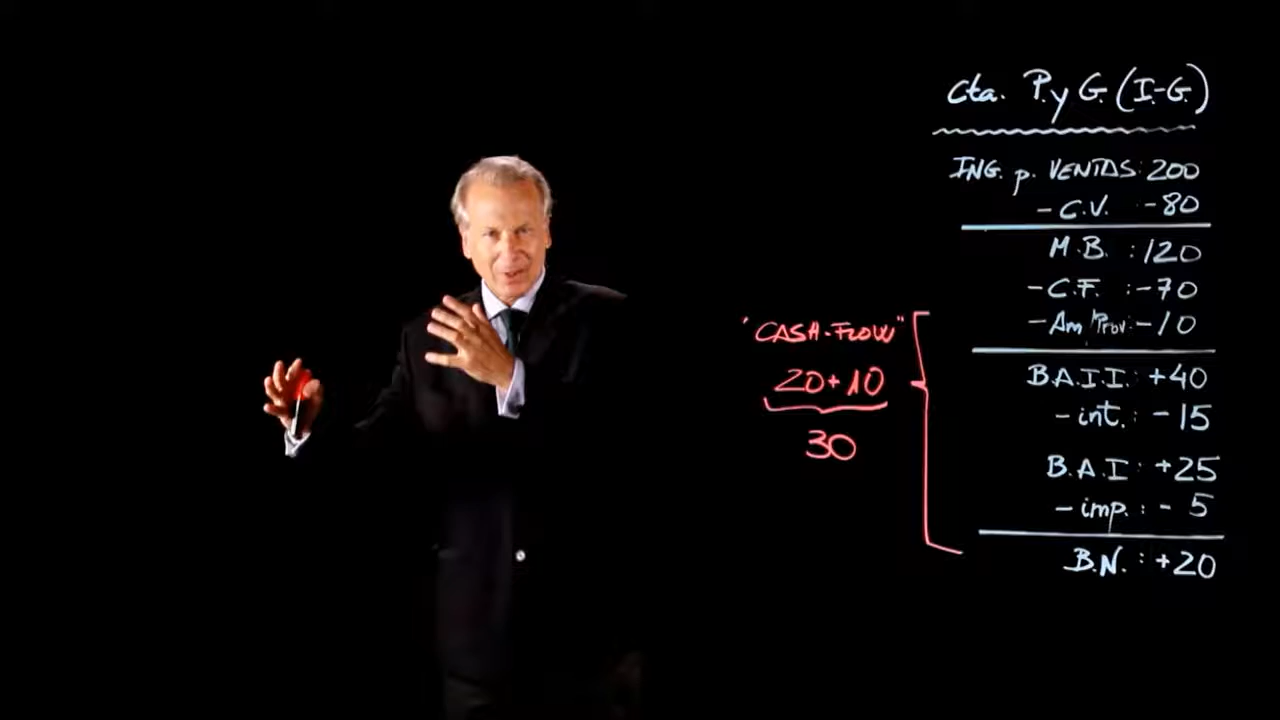 Cta. P. y G. (I.-G.)
ING. p. VENTAS: 200
- C.V. : -80
M.B. : 120
- C.F. : -70
- Am/Prov: -10
B.A.I.I. : +40
- int. : -15
B.A.I : +25
- imp. : - 5
B.N. : +20
"CASH-FLOW"
20+10
30